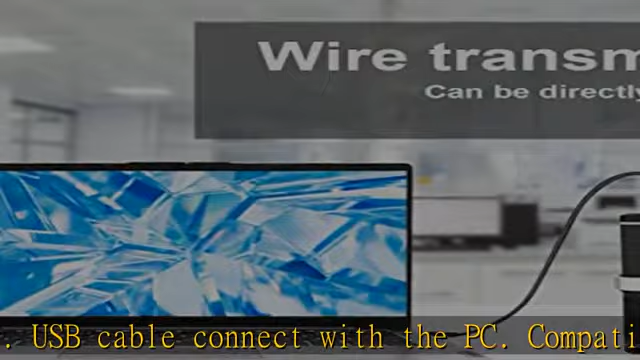 Wire transm
Can be directly
. USB cable connect with the PC. Compati